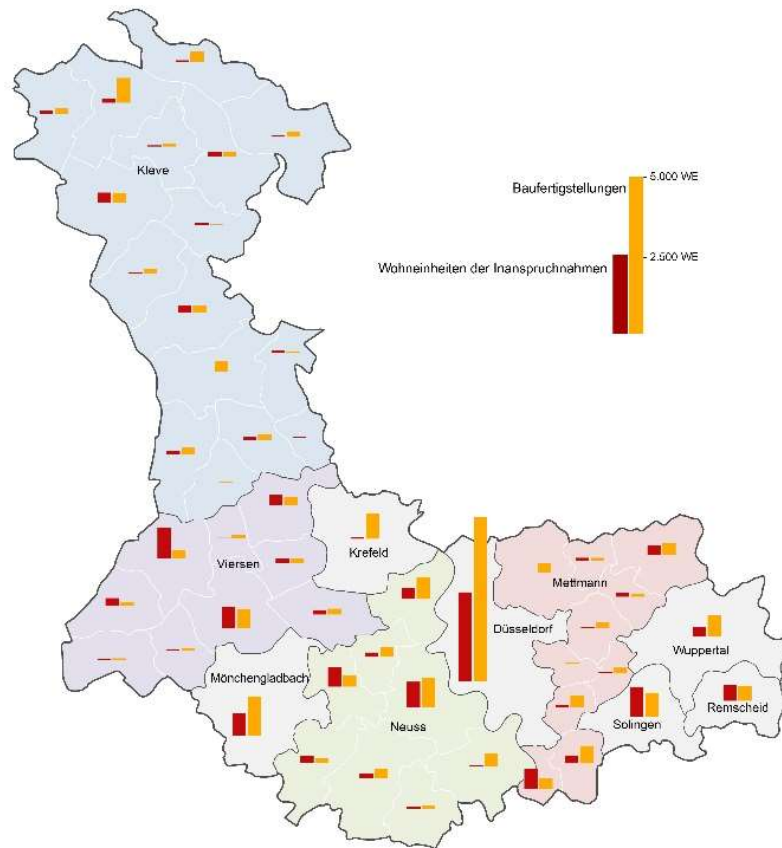 Kleve
5.000 WE
Baufertigstellungen
2.500 WE
Wohneinheiten der Inanspruchnahmen
Krefeld
Viersen
Mettmann
Düsseldorf
Wuppertal
Mönchengladbach
Remscheid
Neuss
Solingen